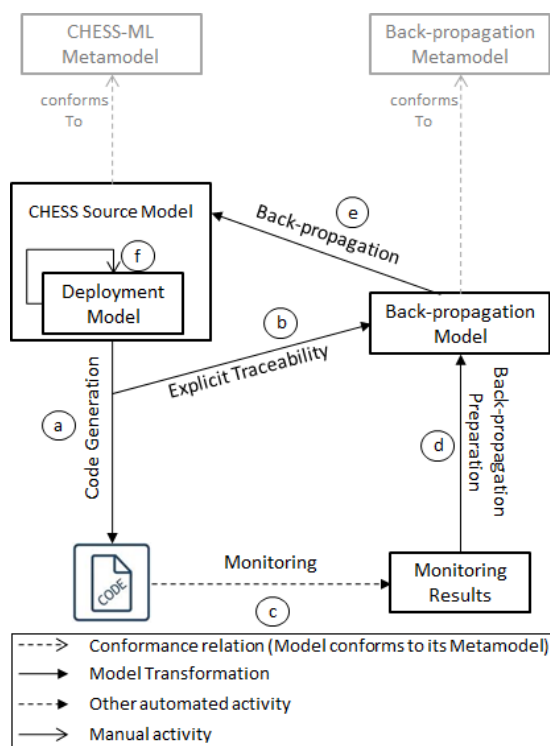 CHESS-ML
Metamodel
Back-propagation
Metamodel
conforms
To
conforms
To
CHESS Source Model
f
Deployment
Model
e
Back-propagation
Back-propagation
Model
b
Explicit Traceability
a
Code Generation
d
Back-propagation
Preparation
CODE
Monitoring
c
Monitoring
Results
Conformance relation (Model conforms to its Metamodel)
Model Transformation
Other automated activity
Manual activity